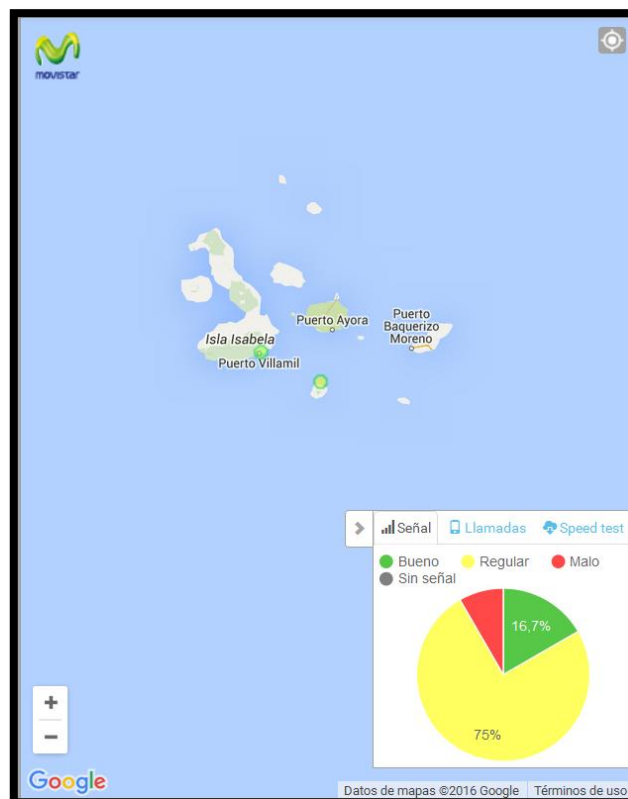 movistar
Puerto Ayora
Puerto
Baquerizo
Moreno
Isla Isabela
Puerto Villamil
Señal
Llamadas
Speed test
Bueno
Regular
Malo
Sin señal
16,7%
75%
+
−
Google
Datos de mapas ©2016 Google
Términos de uso